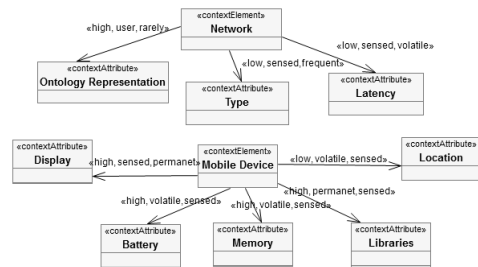 «contextElement»
Network
«high, user, rarely»
«low, sensed, frequent»
«low, sensed, volatile»
«contextAttribute»
Ontology Representation
«contextAttribute»
Type
«contextAttribute»
Latency
«contextAttribute»
Display
«high, sensed, permanet»
«contextElement»
Mobile Device
«low, volatile, sensed»
«contextAttribute»
Location
«high, volatile, sensed»
«high, volatile, sensed»
«high, permanet, sensed»
«contextAttribute»
Battery
«contextAttribute»
Memory
«contextAttribute»
Libraries